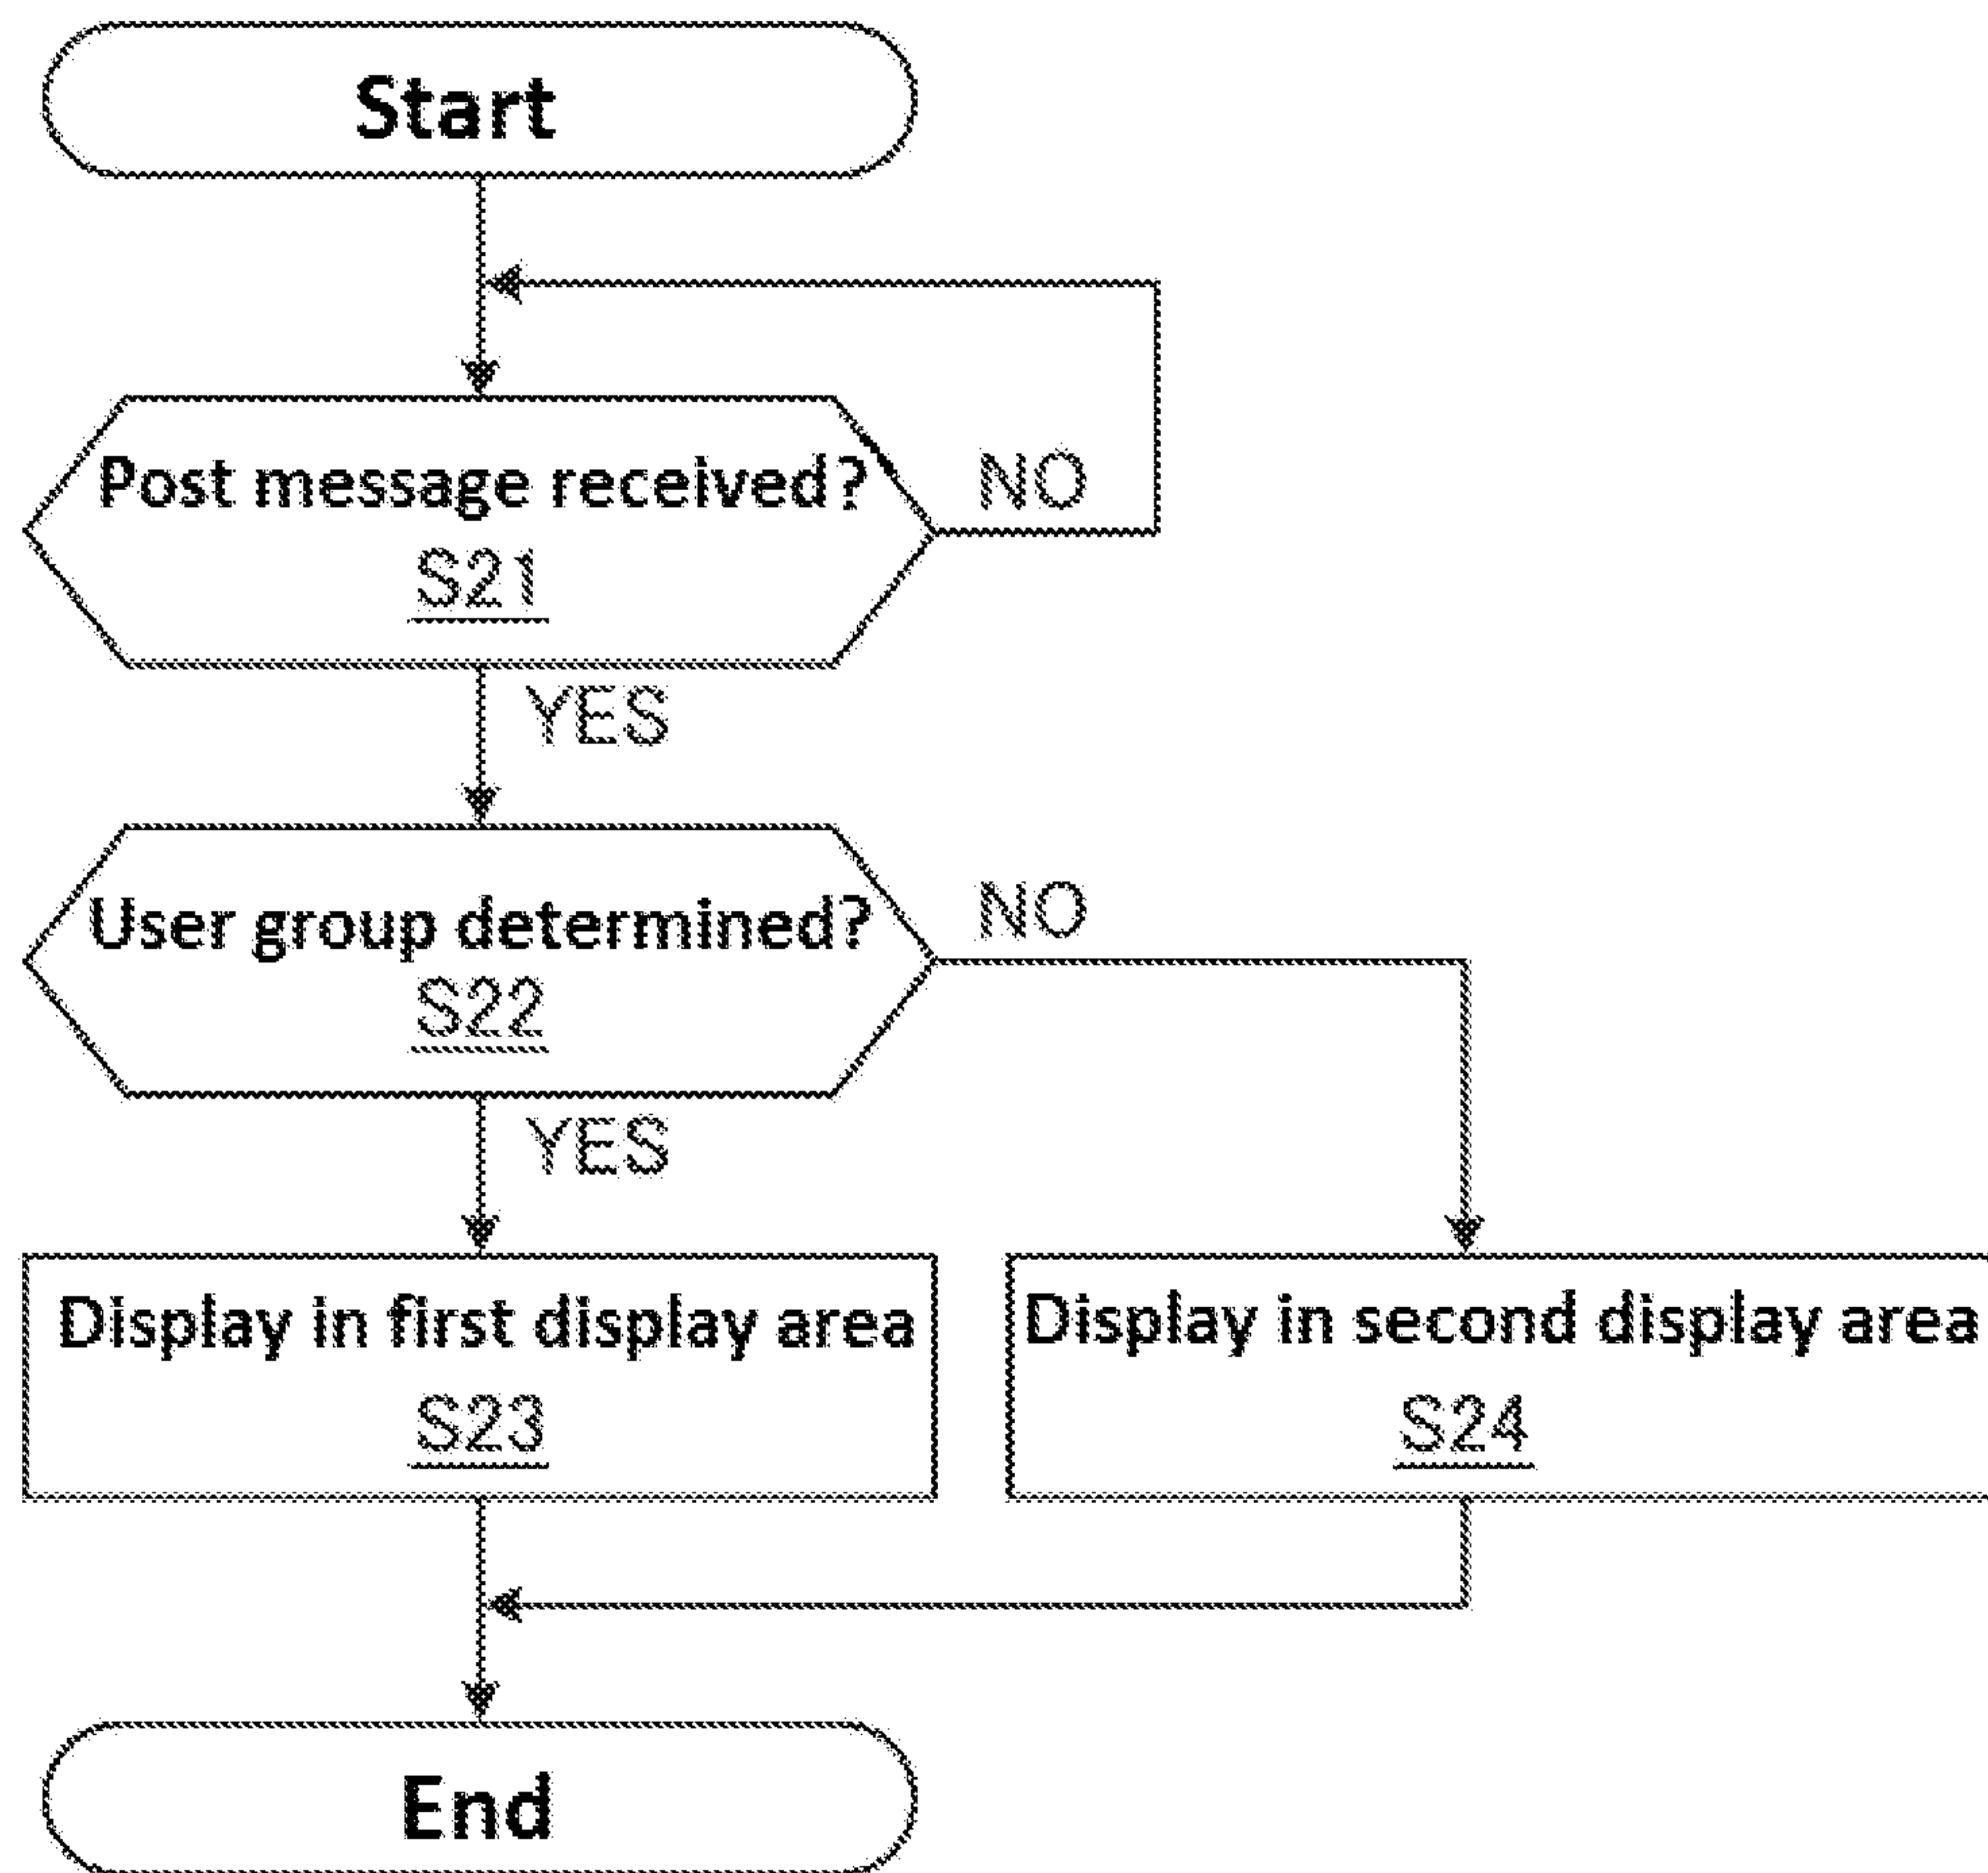 Start
Post message received?
NO
S21
YES
User group determined?
NO
S22
YES
Display in first display area
S23
Display in second display area
S24
End